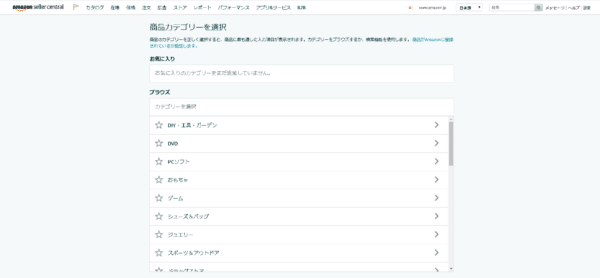 amazon seller central カタログ 在庫 価格 注文 広告 ストア レポート パフォーマンス アプリ&サービス B2B www.amazon.jp 日本語 検索 メッセージ | ヘルプ | 設定
商品カテゴリーを選択
商品カテゴリーを正しく選択すると、商品に最も適した入力項目が表示されます。カテゴリーをブラウズするか、検索機能を使用します。 商品がAmazonに登録
されているか確認します。
お気に入り
お気に入りのカテゴリーをまだ追加していません。
ブラウズ
カテゴリーを選択
DIY・工具・ガーデン
DVD
PCソフト
おもちゃ
ゲーム
シューズ&バッグ
ジュエリー
スポーツ&アウトドア